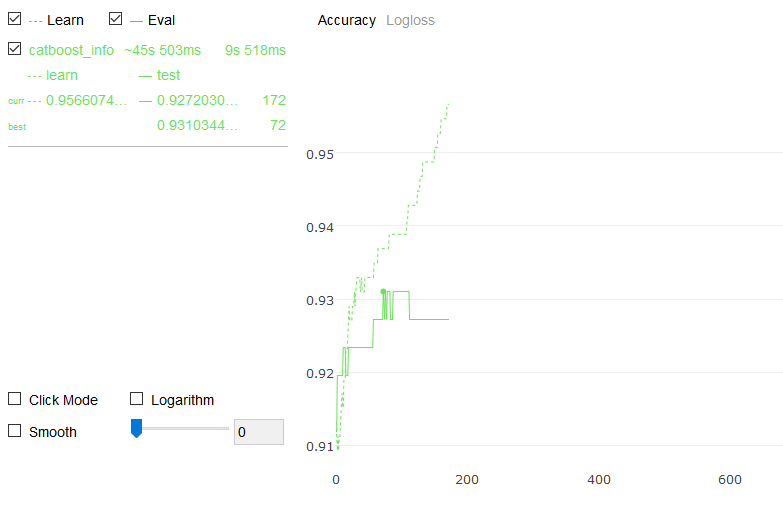 Learn Eval Accuracy Logloss
catboost_info ~45s 503ms 9s 518ms
learn test
curr 0.9566074... 0.9272030... 172
best 0.9310344... 72
0.95
0.94
0.93
0.92
0.91
Click Mode Logarithm
Smooth 0
0 200 400 600